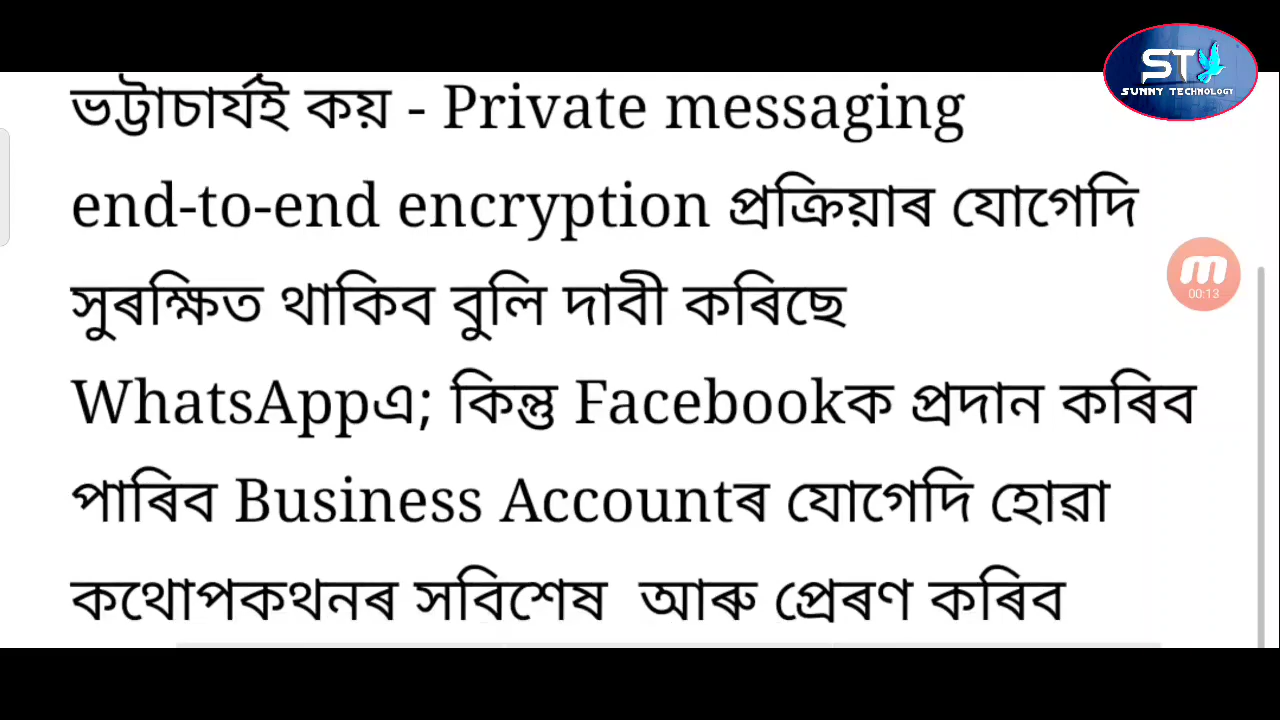 ভট্টাচাৰ্যই কয় - Private messaging
end-to-end encryption প্ৰক্ৰিয়াৰ যোগেদি
সুৰক্ষিত থাকিব বুলি দাবী কৰিছে
WhatsAppএ; কিন্তু Facebookক প্ৰদান কৰিব
পাৰিব Business Accountৰ যোগেদি হোৱা
কথোপকথনৰ সবিশেষ আৰু প্ৰেৰণ কৰিব
ST
SUNNY TECHNOLOGY
00:13